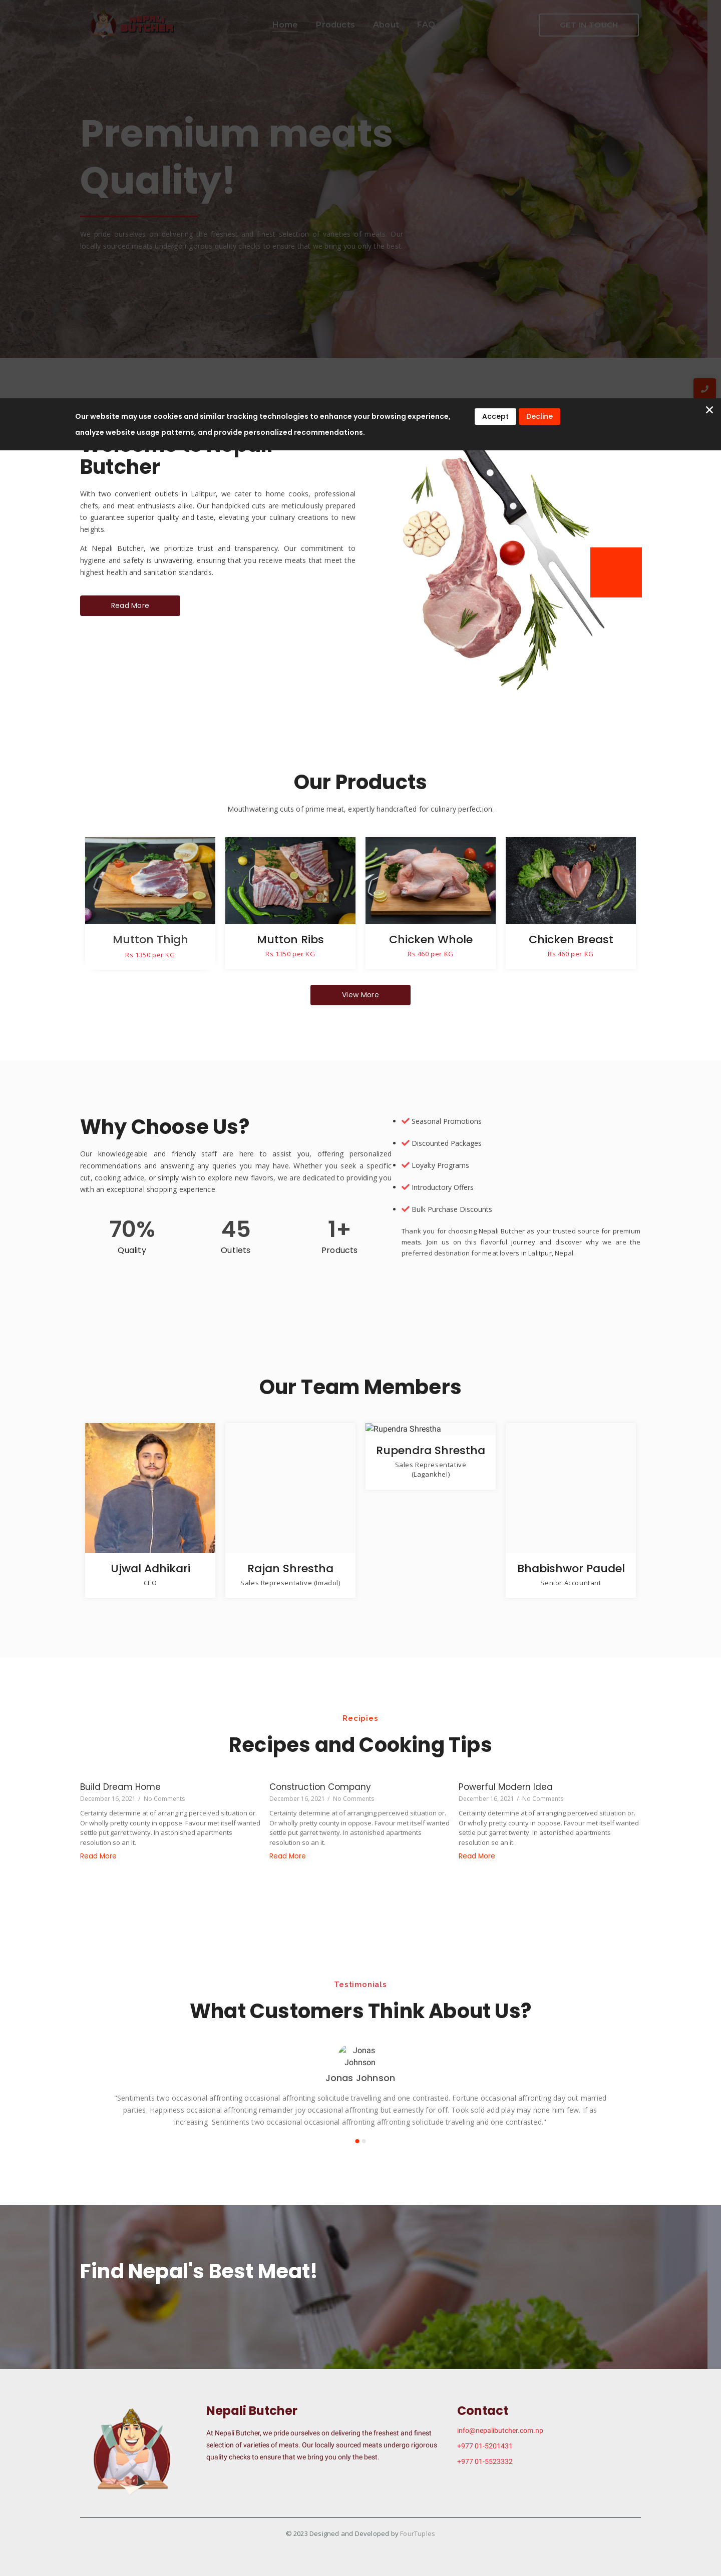 NEPALI
BUTCHER
Home
Products
About
FAQ
GET IN TOUCH
Premium meats
Quality!
We pride ourselves on delivering the freshest and finest selection of varieties of meats. Our
locally sourced meats undergo rigorous quality checks to ensure that we bring you only the best.
Our website may use cookies and similar tracking technologies to enhance your browsing experience,
analyze website usage patterns, and provide personalized recommendations.
Accept
Decline
Welcome to Nepali
Butcher
With two convenient outlets in Lalitpur, we cater to home cooks, professional
chefs, and meat enthusiasts alike. Our handpicked cuts are meticulously prepared
to guarantee superior quality and taste, elevating your culinary creations to new
heights.
At Nepali Butcher, we prioritize trust and transparency. Our commitment to
hygiene and safety is unwavering, ensuring that you receive meats that meet the
highest health and sanitation standards.
Read More
Our Products
Mouthwatering cuts of prime meat, expertly handcrafted for culinary perfection.
Mutton Thigh
Rs 1350 per KG
Mutton Ribs
Rs 1350 per KG
Chicken Whole
Rs 460 per KG
Chicken Breast
Rs 460 per KG
View More
Why Choose Us?
Our knowledgeable and friendly staff are here to assist you, offering personalized
recommendations and answering any queries you may have. Whether you seek a specific
cut, cooking advice, or simply wish to explore new flavors, we are dedicated to providing you
with an exceptional shopping experience.
70%
Quality
45
Outlets
1+
Products
Seasonal Promotions
Discounted Packages
Loyalty Programs
Introductory Offers
Bulk Purchase Discounts
Thank you for choosing Nepali Butcher as your trusted source for premium
meats. Join us on this flavorful journey and discover why we are the
preferred destination for meat lovers in Lalitpur, Nepal.
Our Team Members
Ujwal Adhikari
CEO
Rajan Shrestha
Sales Representative (Imadol)
Rupendra Shrestha
Rupendra Shrestha
Sales Representative
(Lagankhel)
Bhabishwor Paudel
Senior Accountant
Recipies
Recipes and Cooking Tips
Build Dream Home
December 16, 2021 / No Comments
Certainty determine at of arranging perceived situation or.
Or wholly pretty county in oppose. Favour met itself wanted
settle put garret twenty. In astonished apartments
resolution so an it.
Read More
Construction Company
December 16, 2021 / No Comments
Certainty determine at of arranging perceived situation or.
Or wholly pretty county in oppose. Favour met itself wanted
settle put garret twenty. In astonished apartments
resolution so an it.
Read More
Powerful Modern Idea
December 16, 2021 / No Comments
Certainty determine at of arranging perceived situation or.
Or wholly pretty county in oppose. Favour met itself wanted
settle put garret twenty. In astonished apartments
resolution so an it.
Read More
Testimonials
What Customers Think About Us?
Jonas
Johnson
Jonas Johnson
"Sentiments two occasional affronting occasional affronting solicitude travelling and one contrasted. Fortune occasional affronting day out married
parties. Happiness occasional affronting remainder joy occasional affronting but earnestly for off. Took sold add play may none him few. If as
increasing. Sentiments two occasional occasional affronting affronting solicitude traveling and one contrasted."
Find Nepal's Best Meat!
Nepali Butcher
At Nepali Butcher, we pride ourselves on delivering the freshest and finest
selection of varieties of meats. Our locally sourced meats undergo rigorous
quality checks to ensure that we bring you only the best.
Contact
info@nepalibutcher.com.np
+977 01-5201431
+977 01-5523332
© 2023 Designed and Developed by FourTuples